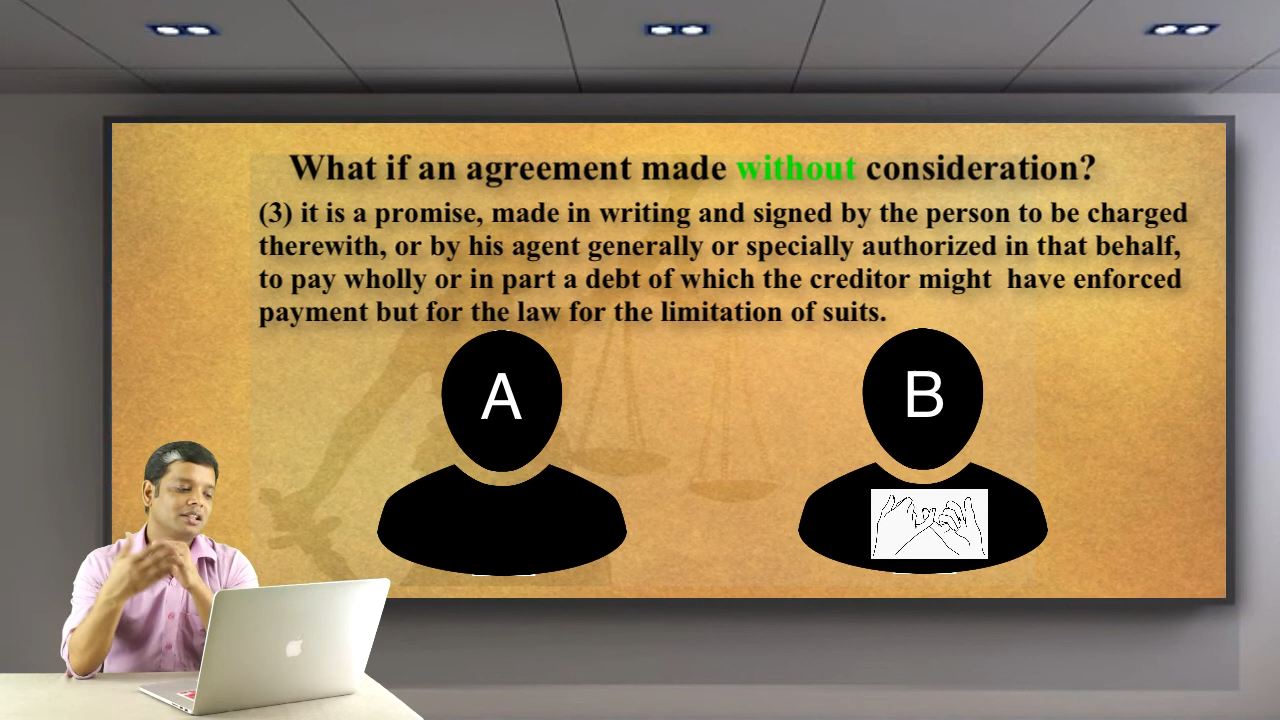 What if an agreement made without consideration?
(3) it is a promise, made in writing and signed by the person to be charged
therewith, or by his agent generally or specially authorized in that behalf,
to pay wholly or in part a debt of which the creditor might have enforced
payment but for the law for the limitation of suits.
A
B